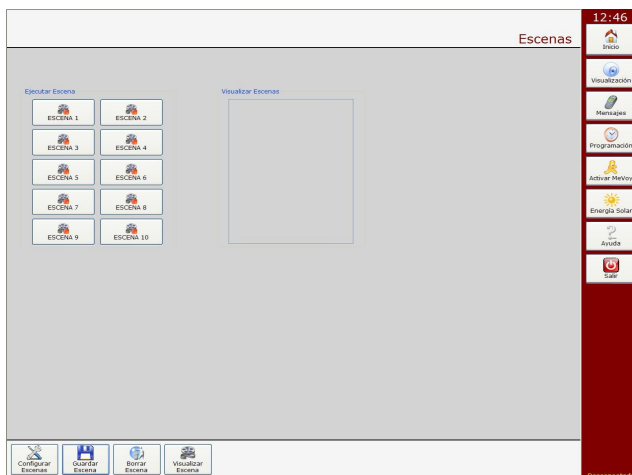 12:46
Escenas
Inicio
Visualización
Mensajes
Programación
Activar MeVoy
Energía Solar
Ayuda
Salir
Ejecutar Escena
Visualizar Escenas
ESCENA 1
ESCENA 2
ESCENA 3
ESCENA 4
ESCENA 5
ESCENA 6
ESCENA 7
ESCENA 8
ESCENA 9
ESCENA 10
Configurar
Escenas
Guardar
Escena
Borrar
Escena
Visualizar
Escena